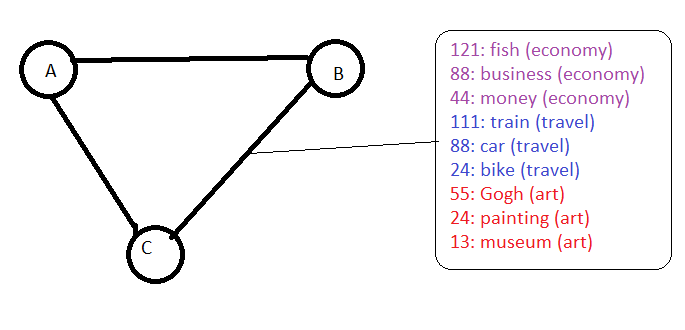 A
B
C
121: fish (economy)
88: business (economy)
44: money (economy)
111: train (travel)
88: car (travel)
24: bike (travel)
55: Gogh (art)
24: painting (art)
13: museum (art)